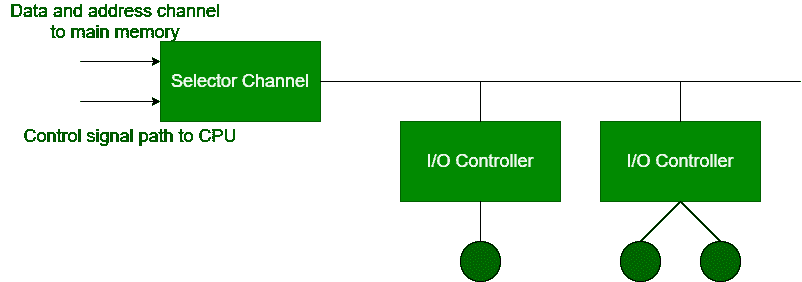 Data and address channel
to main memory
Selector Channel
Control signal path to CPU
I/O Controller
I/O Controller